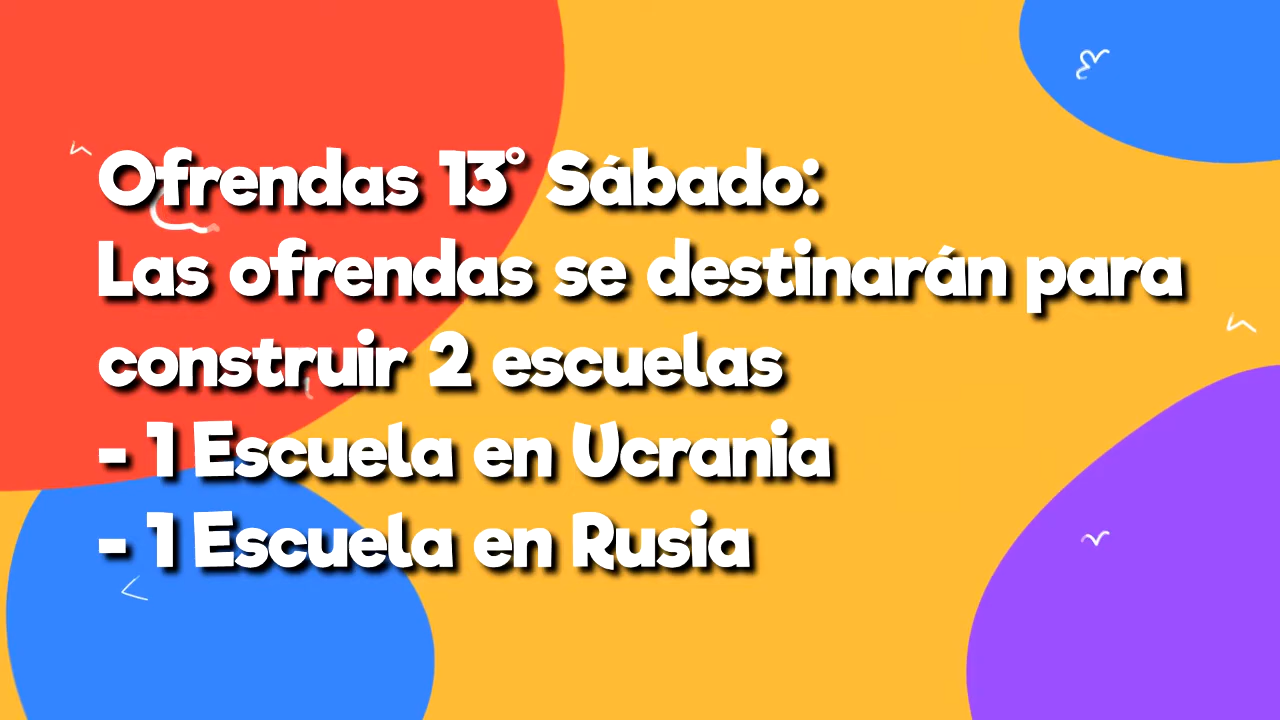 Ofrendas 13° Sábado:
Las ofrendas se destinarán para
construir 2 escuelas
- 1 Escuela en Ucrania
- 1 Escuela en Rusia